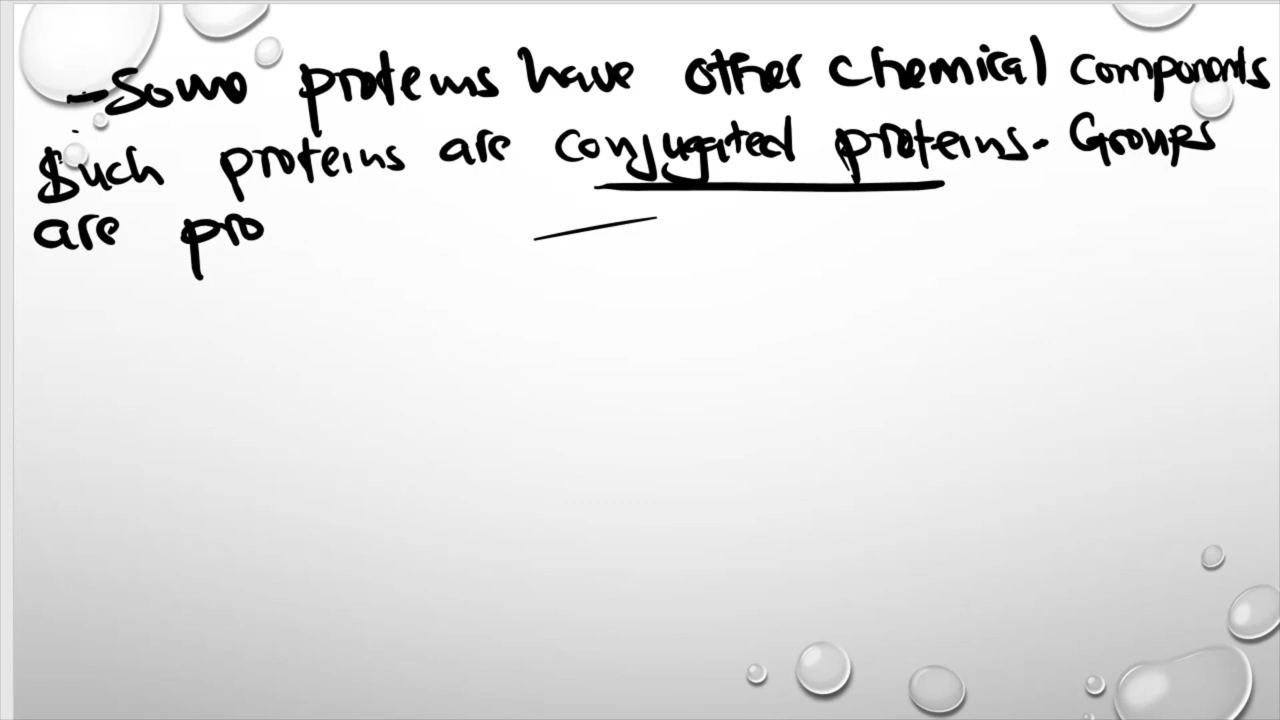 - Some proteins have other chemical components
Such proteins are conjugated proteins. Groups
are pro